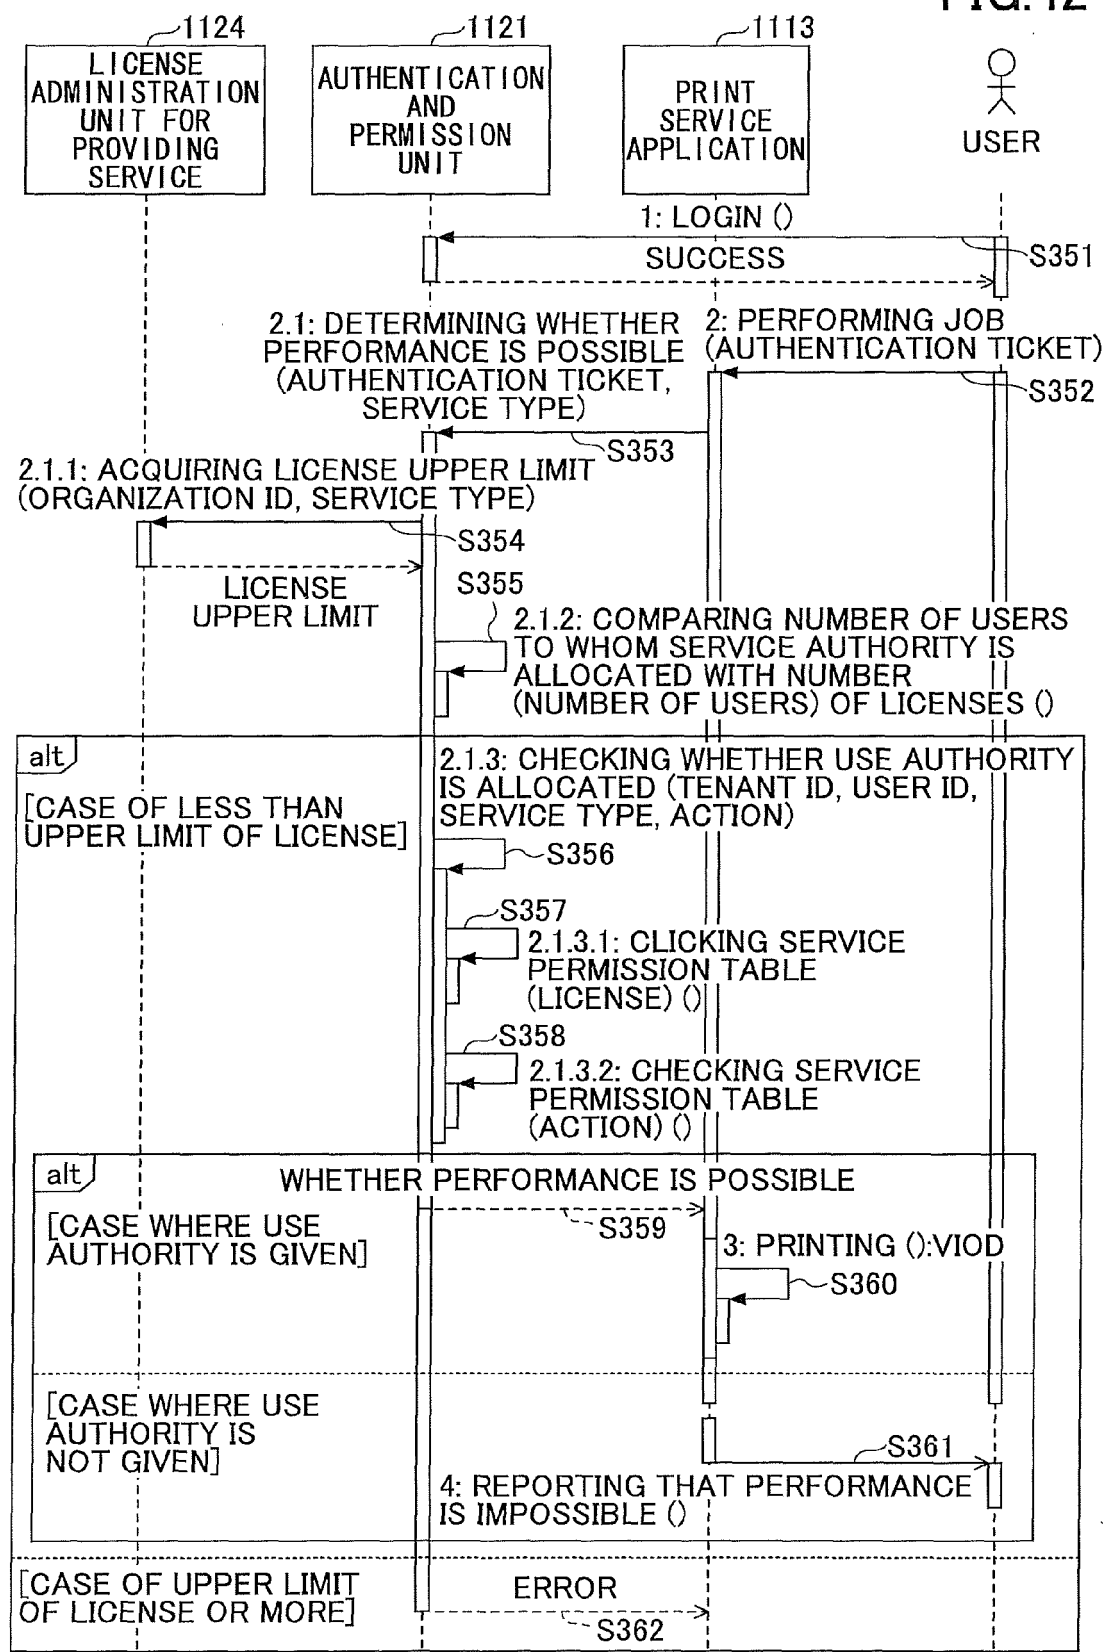 FIG.12
1124
1121
1113
LICENSE
ADMINISTRATION
UNIT FOR
PROVIDING
SERVICE
AUTHENTICATION
AND
PERMISSION
UNIT
PRINT
SERVICE
APPLICATION
USER
1: LOGIN ()
S351
SUCCESS
2.1: DETERMINING WHETHER
PERFORMANCE IS POSSIBLE
(AUTHENTICATION TICKET,
SERVICE TYPE)
2: PERFORMING JOB
(AUTHENTICATION TICKET)
S352
S353
2.1.1: ACQUIRING LICENSE UPPER LIMIT
(ORGANIZATION ID, SERVICE TYPE)
S354
LICENSE
UPPER LIMIT
S355
2.1.2: COMPARING NUMBER OF USERS
TO WHOM SERVICE AUTHORITY IS
ALLOCATED WITH NUMBER
(NUMBER OF USERS) OF LICENSES ()
alt
[CASE OF LESS THAN
UPPER LIMIT OF LICENSE]
2.1.3: CHECKING WHETHER USE AUTHORITY
IS ALLOCATED (TENANT ID, USER ID,
SERVICE TYPE, ACTION)
S356
S357
2.1.3.1: CLICKING SERVICE
PERMISSION TABLE
(LICENSE) ()
S358
2.1.3.2: CHECKING SERVICE
PERMISSION TABLE
(ACTION) ()
alt
WHETHER PERFORMANCE IS POSSIBLE
[CASE WHERE USE
AUTHORITY IS GIVEN]
S359
3: PRINTING ():VIOD
S360
[CASE WHERE USE
AUTHORITY IS
NOT GIVEN]
S361
4: REPORTING THAT PERFORMANCE
IS IMPOSSIBLE ()
[CASE OF UPPER LIMIT
OF LICENSE OR MORE]
ERROR
S362